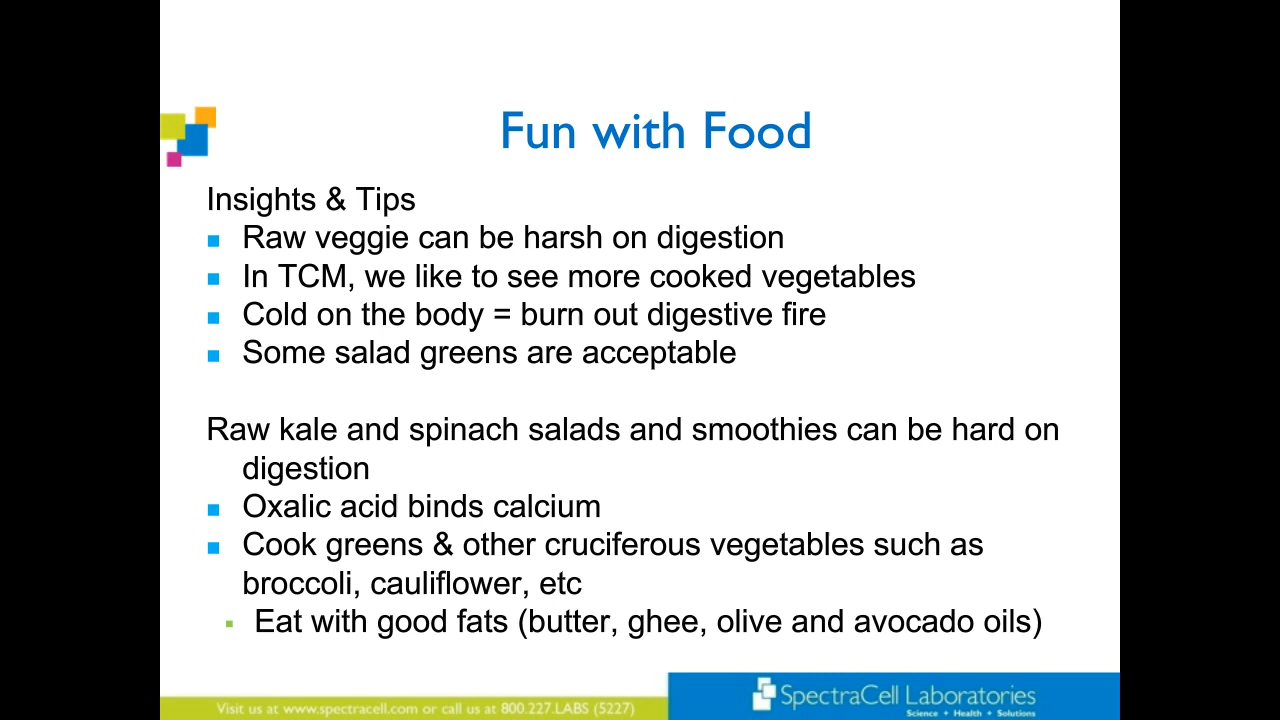 Fun with Food
Insights & Tips
Raw veggie can be harsh on digestion
In TCM, we like to see more cooked vegetables
Cold on the body = burn out digestive fire
Some salad greens are acceptable
Raw kale and spinach salads and smoothies can be hard on
digestion
Oxalic acid binds calcium
Cook greens & other cruciferous vegetables such as
broccoli, cauliflower, etc
Eat with good fats (butter, ghee, olive and avocado oils)
Visit us at www.spectracell.com or call us at 800.227.LABS (5227)
SpectraCell Laboratories
Science + Health + Solutions